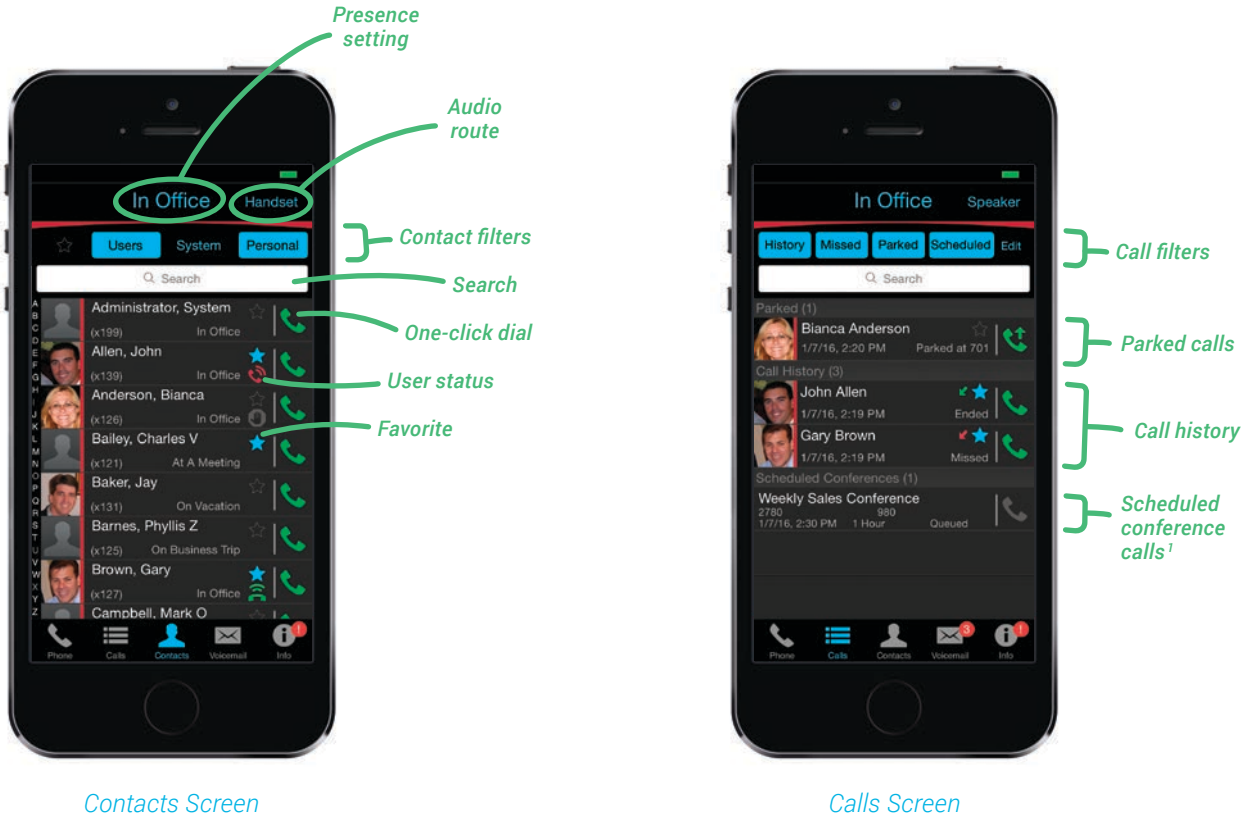 Presence
setting
Audio
route
In Office
Handset
Users
System
Personal
Contact filters
Search
Search
A
B
C
D
E
F
G
H
I
J
K
L
M
N
O
P
Q
R
S
T
U
V
W
X
Y
Z
Administrator, System
(x199) In Office
One-click dial
Allen, John
(x139) In Office
User status
Anderson, Bianca
(x126) In Office
Favorite
Bailey, Charles V
(x121) At A Meeting
Baker, Jay
(x131) On Vacation
Barnes, Phyllis Z
(x125) On Business Trip
Brown, Gary
(x127) In Office
Campbell, Mark O
Phone
Calls
Contacts
Voicemail
Info
!
Contacts Screen
In Office
Speaker
History
Missed
Parked
Scheduled
Edit
Call filters
Search
Parked (1)
Bianca Anderson
1/7/16, 2:20 PM Parked at 701
Parked calls
Call History (3)
John Allen
1/7/16, 2:19 PM Ended
Gary Brown
1/7/16, 2:19 PM Missed
Call history
Scheduled Conferences (1)
Weekly Sales Conference
2780 980
1/7/16, 2:30 PM 1 Hour Queued
Scheduled
conference
calls¹
Phone
Calls
Contacts
Voicemail
3
Info
!
Calls Screen